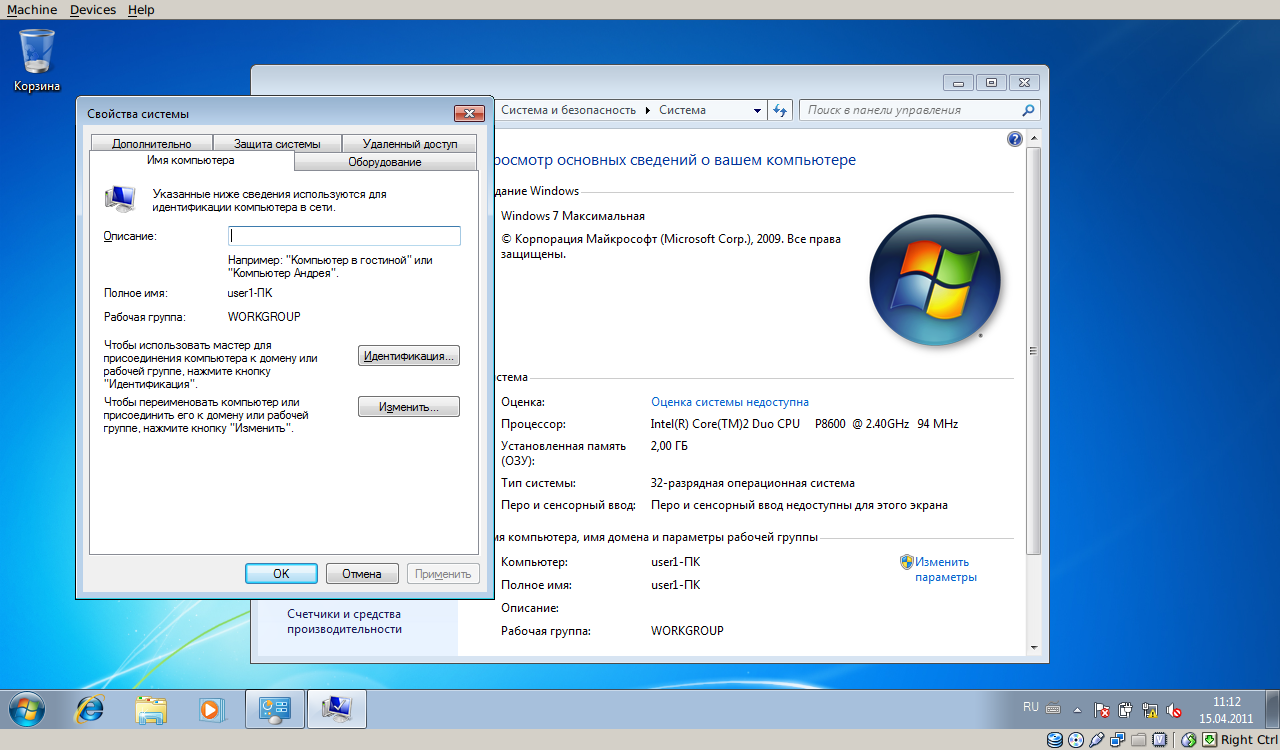 Machine Devices Help
Корзина
Система и безопасность Система
Поиск в панели управления
Свойства системы
Дополнительно Защита системы Удаленный доступ
Имя компьютера Оборудование
Указанные ниже сведения используются для
идентификации компьютера в сети.
Описание:
Например: "Компьютер в гостиной" или
"Компьютер Андрея".
Полное имя: user1-ПК
Рабочая группа: WORKGROUP
Чтобы использовать мастер для
присоединения компьютера к домену или
рабочей группе, нажмите кнопку
"Идентификация".
Идентификация...
Чтобы переименовать компьютер или
присоединить его к домену или рабочей
группе, нажмите кнопку "Изменить".
Изменить...
OK Отмена Применить
росмотр основных сведений о вашем компьютере
дание Windows
Windows 7 Максимальная
© Корпорация Майкрософт (Microsoft Corp.), 2009. Все права
защищены.
стема
Оценка: Оценка системы недоступна
Процессор: Intel(R) Core(TM)2 Duo CPU P8600 @ 2.40GHz 94 MHz
Установленная память
(ОЗУ): 2,00 ГБ
Тип системы: 32-разрядная операционная система
Перо и сенсорный ввод: Перо и сенсорный ввод недоступны для этого экрана
мя компьютера, имя домена и параметры рабочей группы
Компьютер: user1-ПК
Изменить
параметры
Полное имя: user1-ПК
Описание:
Рабочая группа: WORKGROUP
Счетчики и средства
производительности
RU
11:12
15.04.2011
Right Ctrl